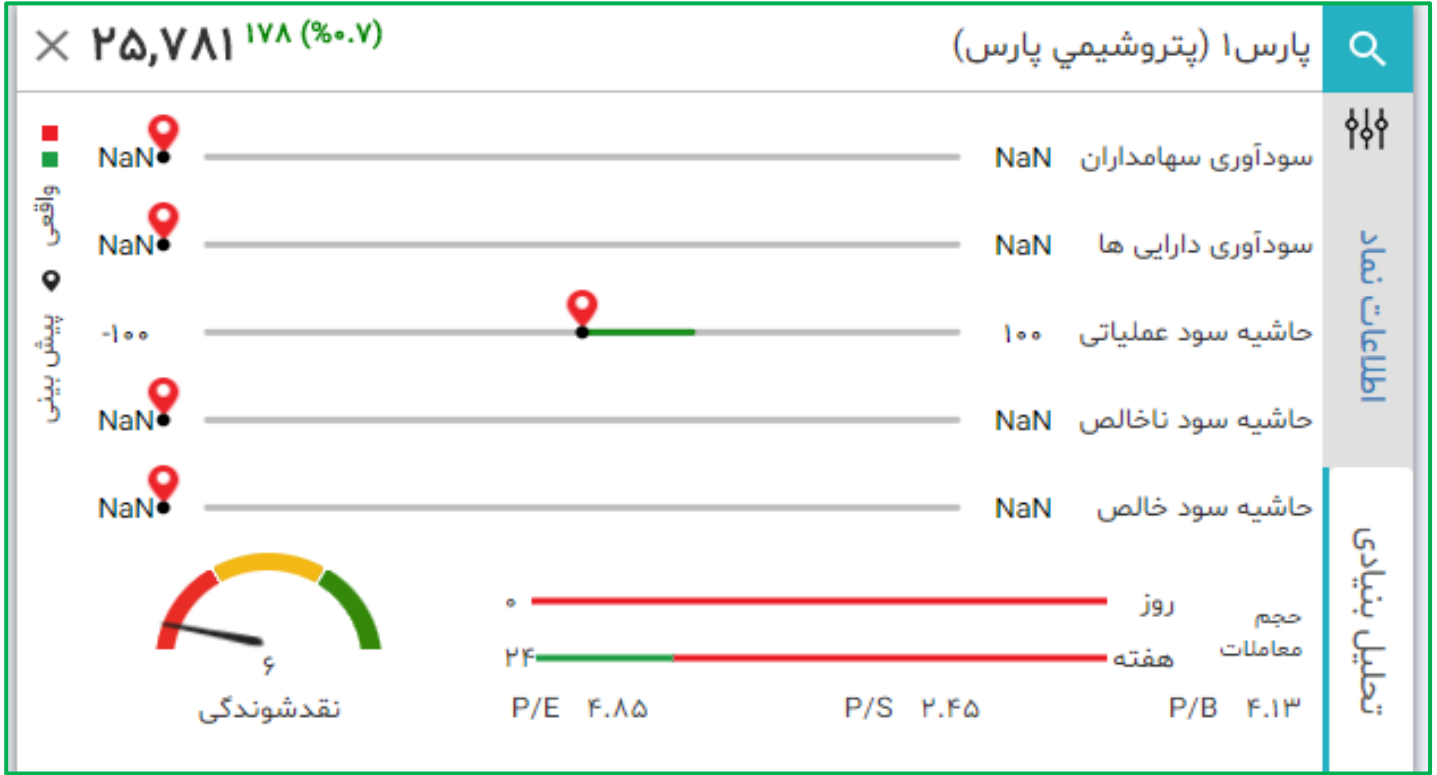 پارس۱ (پتروشیمي پارس)
۲۵,۷۸۱ ۱۷۸ (%۰.۷)
سودآوری سهامداران NaN NaN
سودآوری دارایی ها NaN NaN
حاشیه سود عملیاتی ۱۰۰ -۱۰۰
حاشیه سود ناخالص NaN NaN
حاشیه سود خالص NaN NaN
واقعی
پیش بینی
اطلاعات نماد
تحلیل بنیادی
حجم معاملات
روز ۰
هفته ۲۴
P/B ۴.۱۳
P/S ۲.۴۵
P/E ۴.۸۵
۶
نقدشوندگی